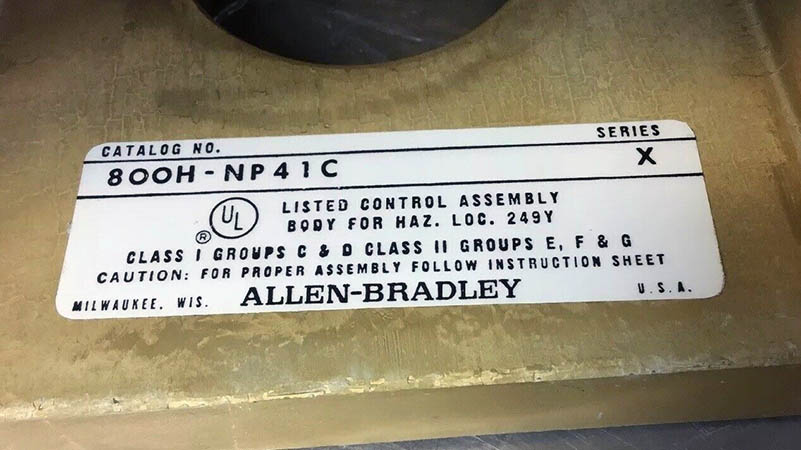 CATALOG NO. SERIES
800H-NP41C X
UL LISTED CONTROL ASSEMBLY
® BODY FOR HAZ. LOC. 249Y
CLASS I GROUPS C & D CLASS II GROUPS E, F & G
CAUTION: FOR PROPER ASSEMBLY FOLLOW INSTRUCTION SHEET
MILWAUKEE, WIS. ALLEN-BRADLEY U.S.A.